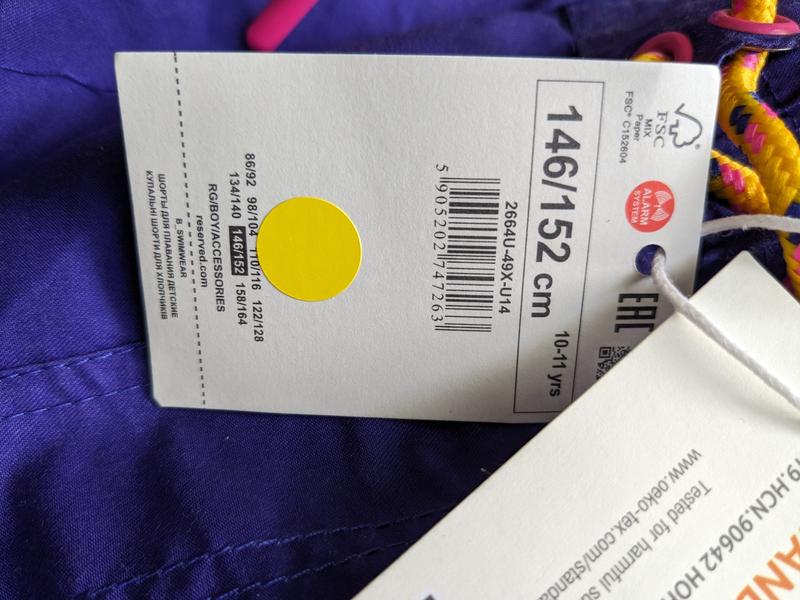 FSC
MIX
Paper
FSC® C152604
ALARM
SYSTEM
EAC
146/152 cm
10-11 yrs
2664U-49X-U14
5 905202 747263
86/92 98/104 110/116 122/128
134/140 146/152 158/164
RG/BOY/ACCESSORIES
reserved.com
B_SWIMWEAR
ШОРТЫ ДЛЯ ПЛАВАНИЯ ДЕТСКИЕ
КУПАЛЬНІ ШОРТИ ДЛЯ ХЛОПЧИКІВ
19.HCN.90642 HO
Tested for harmful su
www.oeko-tex.com/standa